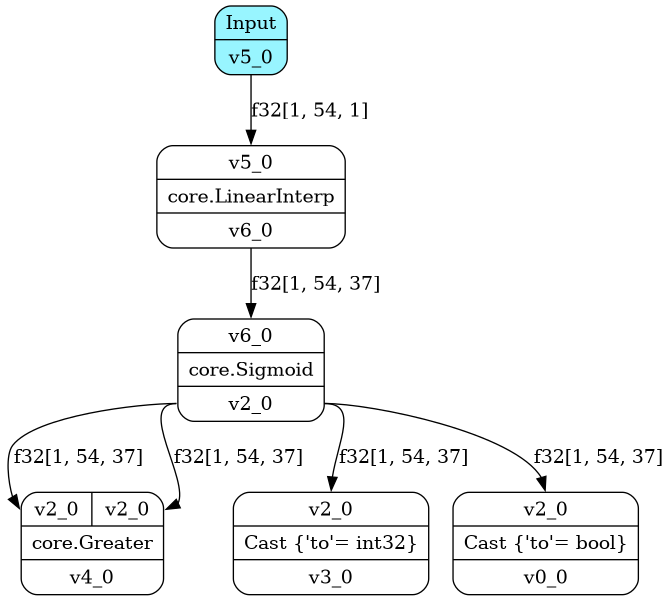 Input
v5_0
f32[1, 54, 1]
v5_0
core.LinearInterp
v6_0
f32[1, 54, 37]
v6_0
core.Sigmoid
v2_0
f32[1, 54, 37] f32[1, 54, 37] f32[1, 54, 37] f32[1, 54, 37]
v2_0 v2_0 v2_0 v2_0
core.Greater Cast {'to'= int32} Cast {'to'= bool}
v4_0 v3_0 v0_0